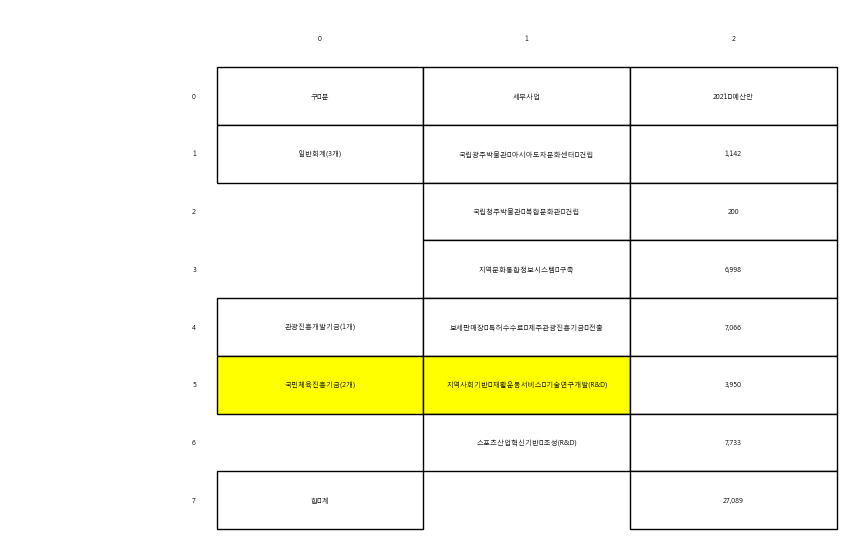 0 1 2
0 구▯분 세부사업 2021▯예산안
1 일반회계(3개) 국립광주박물관▯아시아도자문화센터▯건립 1,142
2 국립청주박물관▯복합문화관▯건립 200
3 지역문화통합정보시스템▯구축 6,998
4 관광진흥개발기금(1개) 보세판매장▯특허수수료▯제주관광진흥기금▯전출 7,066
5 국민체육진흥기금(2개) 지역사회기반▯재활운동서비스▯기술연구개발(R&D) 3,950
6 스포츠산업혁신기반▯조성(R&D) 7,733
7 합▯계 27,089